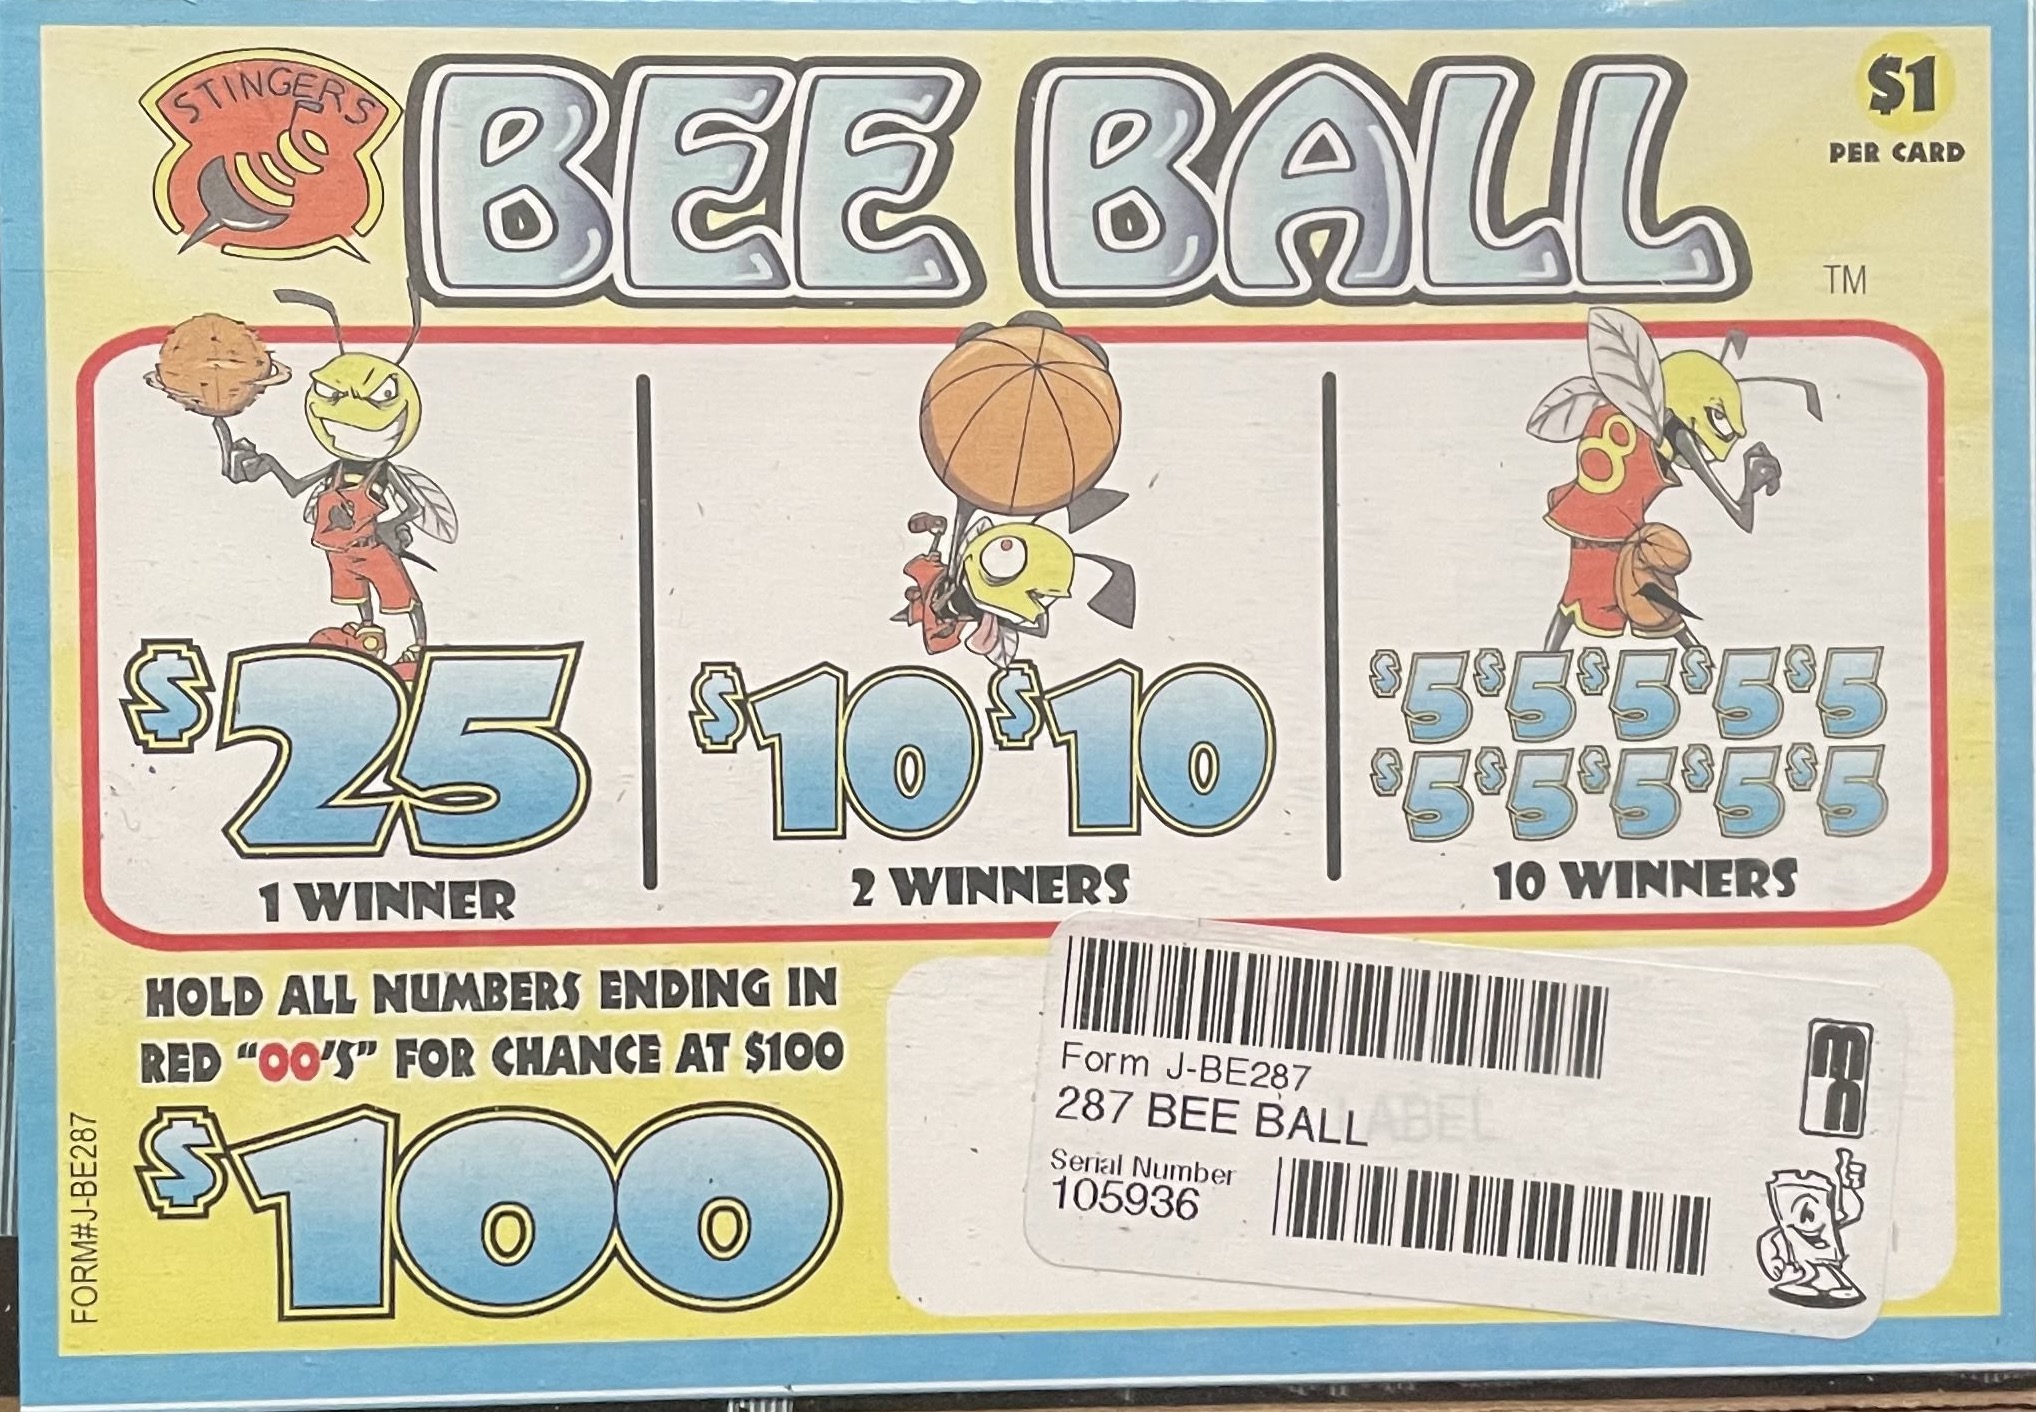 STINGERS
BEE BALL
TM
$1
PER CARD
8
$25
1 WINNER
$10 $10
2 WINNERS
$5 $5 $5 $5 $5
$5 $5 $5 $5 $5
10 WINNERS
HOLD ALL NUMBERS ENDING IN
RED "00'S" FOR CHANCE AT $100
$100
FORM#J-BE287
Form J-BE287
287 BEE BALL
Serial Number
105936